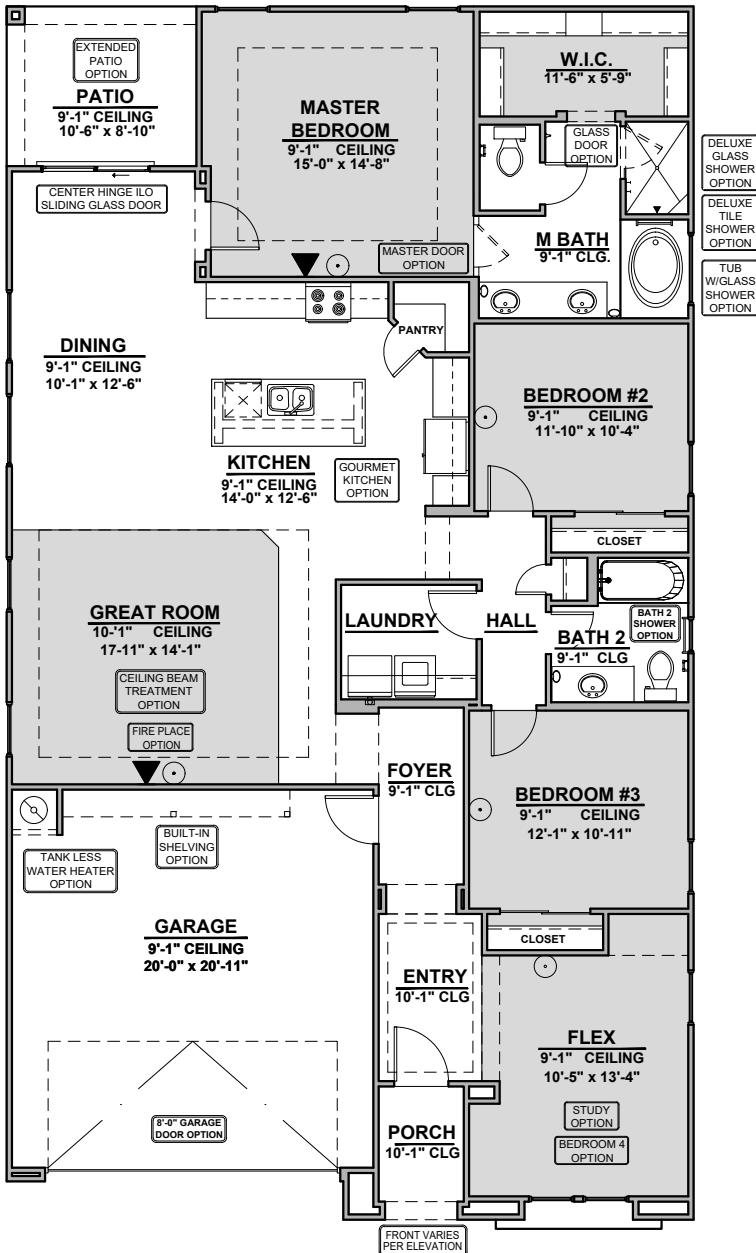 EXTENDED
PATIO
OPTION
PATIO
9'-1" CEILING
10'-6" x 8'-10"
CENTER HINGE ILO
SLIDING GLASS DOOR
MASTER
BEDROOM
9'-1" CEILING
15'-0" x 14'-8"
MASTER DOOR
OPTION
W.I.C.
11'-6" x 5'-9"
GLASS
DOOR
OPTION
M BATH
9'-1" CLG.
DELUXE
GLASS
SHOWER
OPTION
DELUXE
TILE
SHOWER
OPTION
TUB
W/GLASS
SHOWER
OPTION
PANTRY
DINING
9'-1" CEILING
10'-1" x 12'-6"
KITCHEN
9'-1" CEILING
14'-0" x 12'-6"
GOURMET
KITCHEN
OPTION
BEDROOM #2
9'-1" CEILING
11'-10" x 10'-4"
CLOSET
GREAT ROOM
10-'1" CEILING
17'-11" x 14'-1"
CEILING BEAM
TREATMENT
OPTION
FIRE PLACE
OPTION
LAUNDRY
HALL
BATH 2
SHOWER
OPTION
BATH 2
9'-1" CLG
FOYER
9'-1" CLG
BEDROOM #3
9'-1" CEILING
12'-1" x 10'-11"
CLOSET
TANK LESS
WATER HEATER
OPTION
BUILT-IN
SHELVING
OPTION
GARAGE
9'-1" CEILING
20'-0" x 20'-11"
8'-0" GARAGE
DOOR OPTION
ENTRY
10'-1" CLG
FLEX
9'-1" CEILING
10'-5" x 13'-4"
STUDY
OPTION
BEDROOM 4
OPTION
PORCH
10'-1" CLG
FRONT VARIES
PER ELEVATION